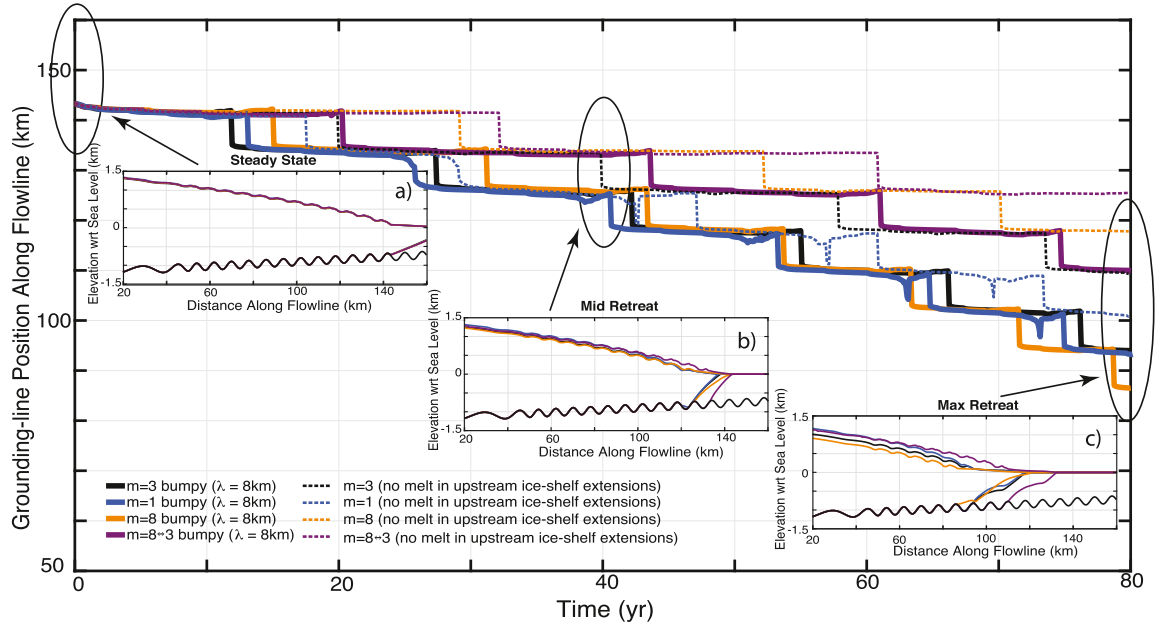 Grounding-line Position Along Flowline (km)
150
100
50
0
20
40
60
80
Time (yr)
Steady State
a)
Elevation wrt Sea Level (km)
1.5
0
-1.5
20
60
100
140
Distance Along Flowline (km)
Mid Retreat
b)
Elevation wrt Sea Level (km)
1.5
0
-1.5
20
60
100
140
Distance Along Flowline (km)
Max Retreat
c)
Elevation wrt Sea Level (km)
1.5
0
-1.5
20
60
100
140
Distance Along Flowline (km)
m=3 bumpy (λ = 8km)
m=1 bumpy (λ = 8km)
m=8 bumpy (λ = 8km)
m=8↔3 bumpy (λ = 8km)
m=3 (no melt in upstream ice-shelf extensions)
m=1 (no melt in upstream ice-shelf extensions)
m=8 (no melt in upstream ice-shelf extensions)
m=8↔3 (no melt in upstream ice-shelf extensions)